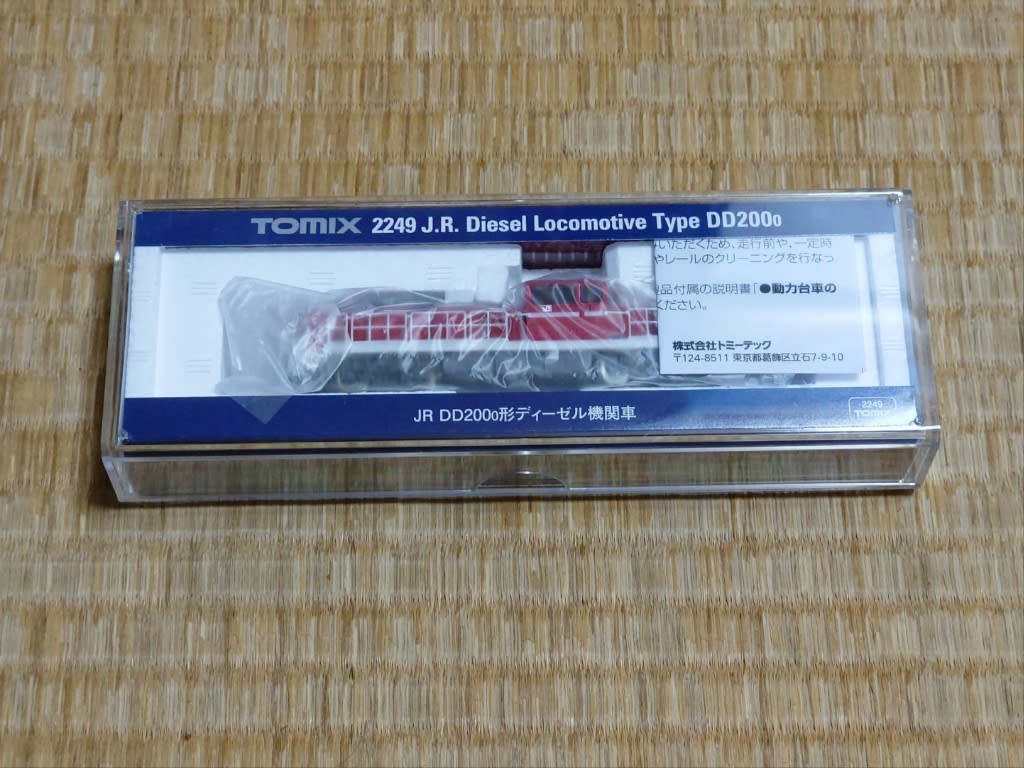 TOMIX 2249 J.R. Diesel Locomotive Type DD2000
いただくため、走行前や、一定時
やレールのクリーニングを行なっ
品付属の説明書「●動力台車の
ください。
株式会社トミーテック
〒124-8511 東京都葛飾区立石7-9-10
JR DD2000形ディーゼル機関車
2249
TOMIX